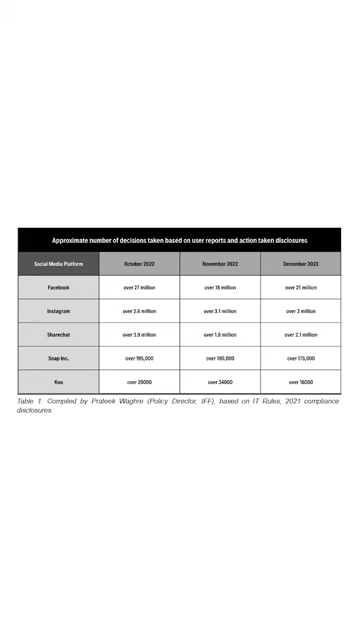 Approximate number of decisions taken based on user reports and action taken disclosures
Social Media Platform October 2022 November 2022 December 2022
Facebook over 27 million over 18 million over 21 million
Instagram over 2.6 million over 3.1 million over 3 million
Sharechat over 3.9 million over 1.8 million over 2.1 million
Snap Inc. over 195,000 over 180,000 over 175,000
Koo over 29000 over 34000 over 16000
Table 1: Compiled by Prateek Waghre (Policy Director, IFF), based on IT Rules, 2021 compliance
disclosures.